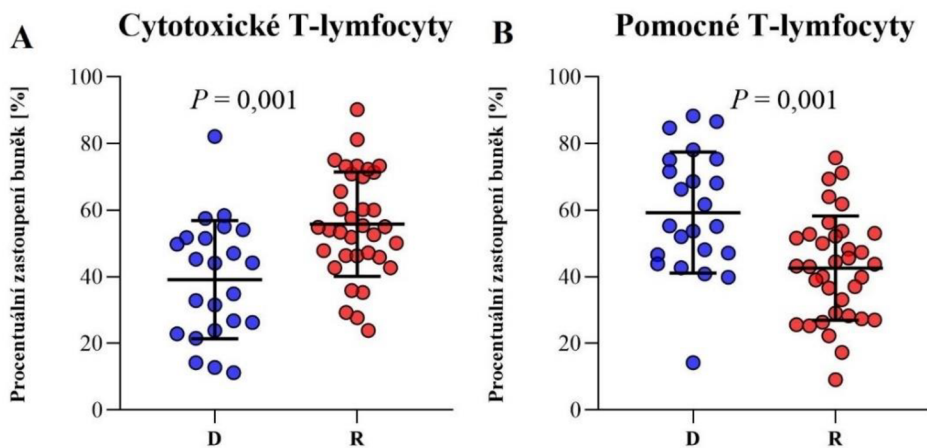 A
Cytotoxické T-lymfocyty
Procentuální zastoupení buněk [%]
100
80
60
40
20
0
P = 0,001
D
R
B
Pomocné T-lymfocyty
Procentuální zastoupení buněk [%]
100
80
60
40
20
0
P = 0,001
D
R